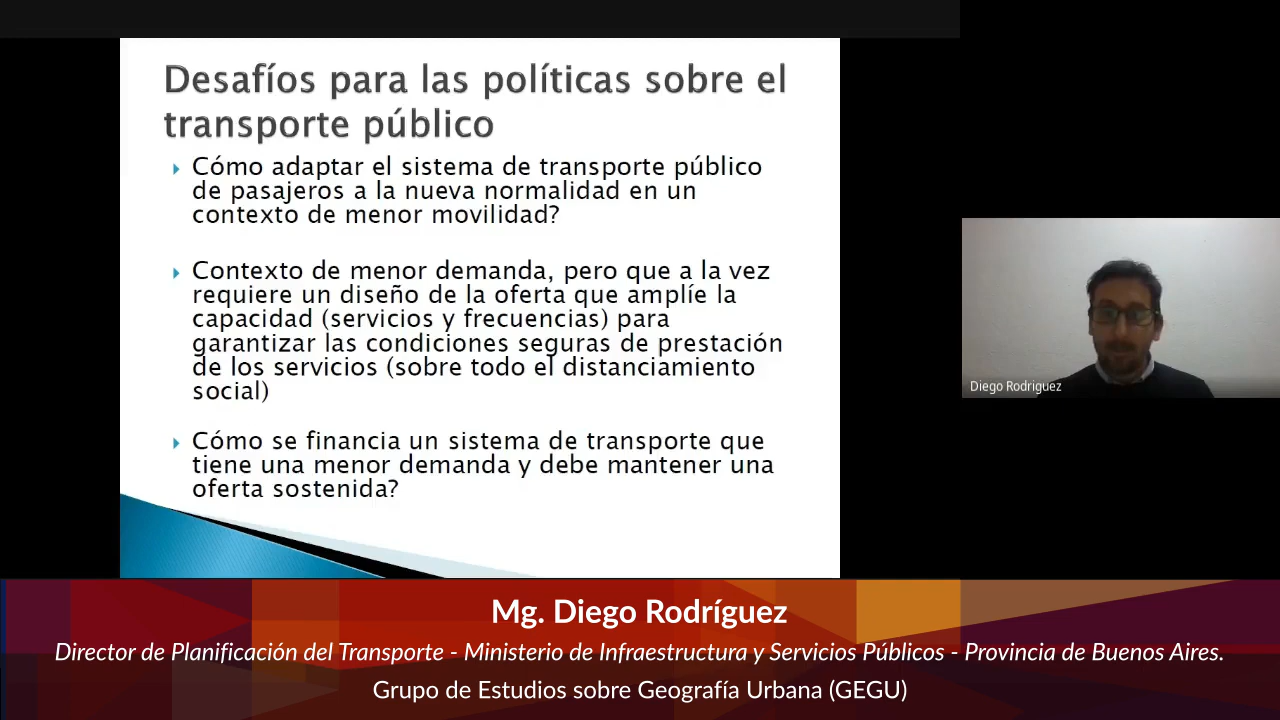 Desafíos para las políticas sobre el
transporte público
Cómo adaptar el sistema de transporte público
de pasajeros a la nueva normalidad en un
contexto de menor movilidad?
Contexto de menor demanda, pero que a la vez
requiere un diseño de la oferta que amplíe la
capacidad (servicios y frecuencias) para
garantizar las condiciones seguras de prestación
de los servicios (sobre todo el distanciamiento
social)
Cómo se financia un sistema de transporte que
tiene una menor demanda y debe mantener una
oferta sostenida?
Diego Rodriguez
Mg. Diego Rodríguez
Director de Planificación del Transporte - Ministerio de Infraestructura y Servicios Públicos - Provincia de Buenos Aires.
Grupo de Estudios sobre Geografía Urbana (GEGU)